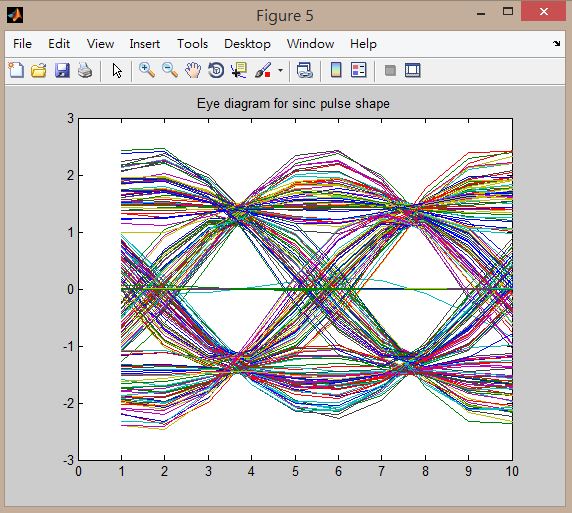 Figure 5
File Edit View Insert Tools Desktop Window Help
Eye diagram for sinc pulse shape
3
2
1
0
-1
-2
-3
0 1 2 3 4 5 6 7 8 9 10